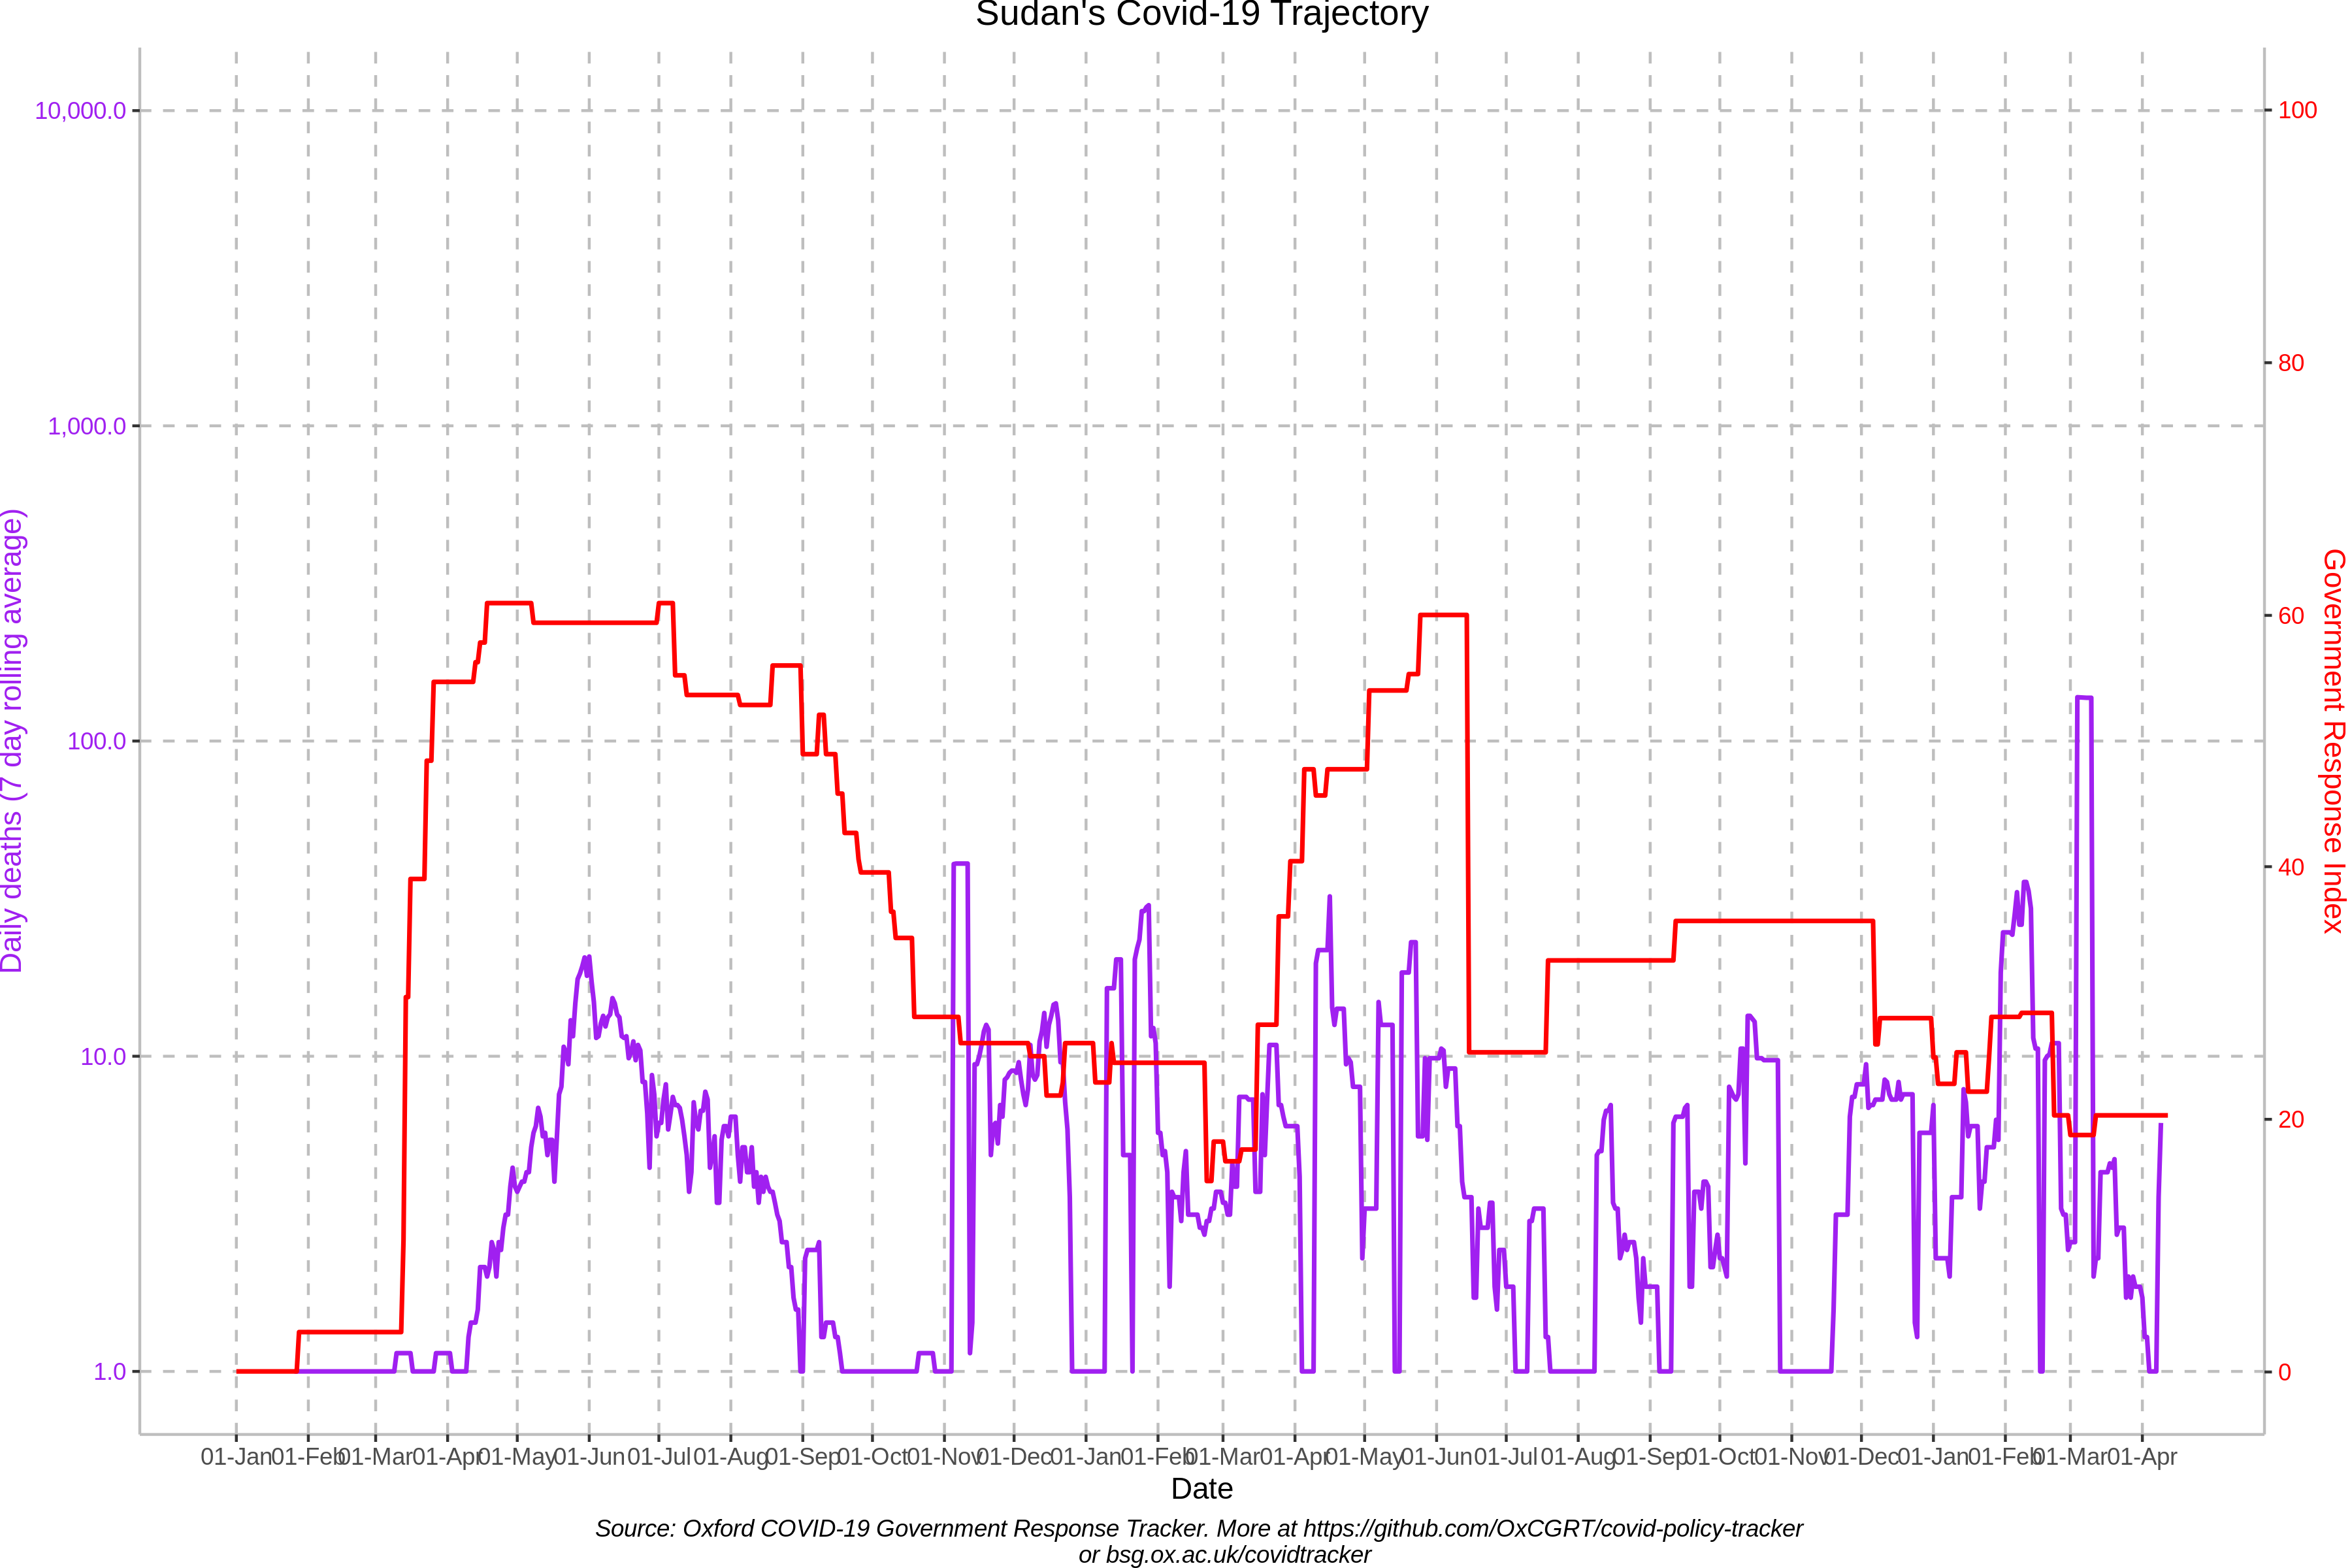 Sudan's Covid-19 Trajectory
10,000.0
1,000.0
100.0
10.0
1.0
Daily deaths (7 day rolling average)
100
80
60
40
20
0
Government Response Index
01-Jan 01-Feb 01-Mar 01-Apr 01-May 01-Jun 01-Jul 01-Aug 01-Sep 01-Oct 01-Nov 01-Dec 01-Jan 01-Feb 01-Mar 01-Apr 01-May 01-Jun 01-Jul 01-Aug 01-Sep 01-Oct 01-Nov 01-Dec 01-Jan 01-Feb 01-Mar 01-Apr
Date
Source: Oxford COVID-19 Government Response Tracker. More at https://github.com/OxCGRT/covid-policy-tracker
or bsg.ox.ac.uk/covidtracker